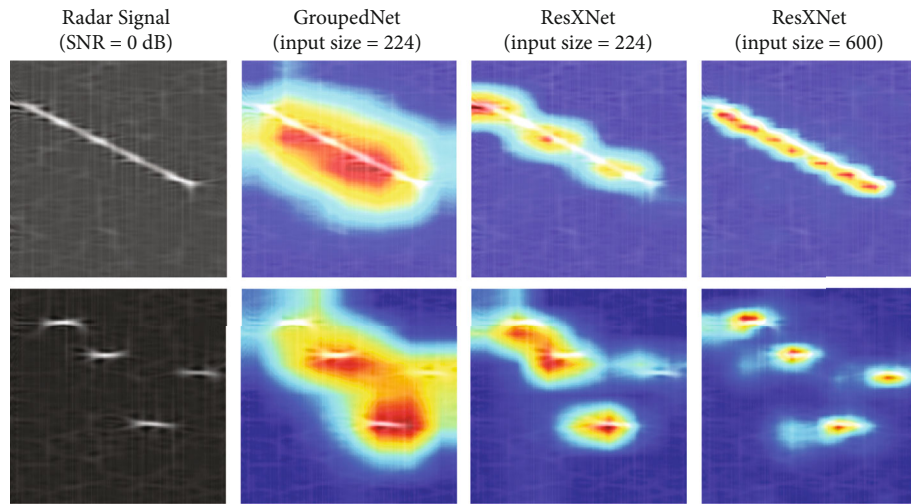 Radar Signal
(SNR = 0 dB)
GroupedNet
(input size = 224)
ResXNet
(input size = 224)
ResXNet
(input size = 600)